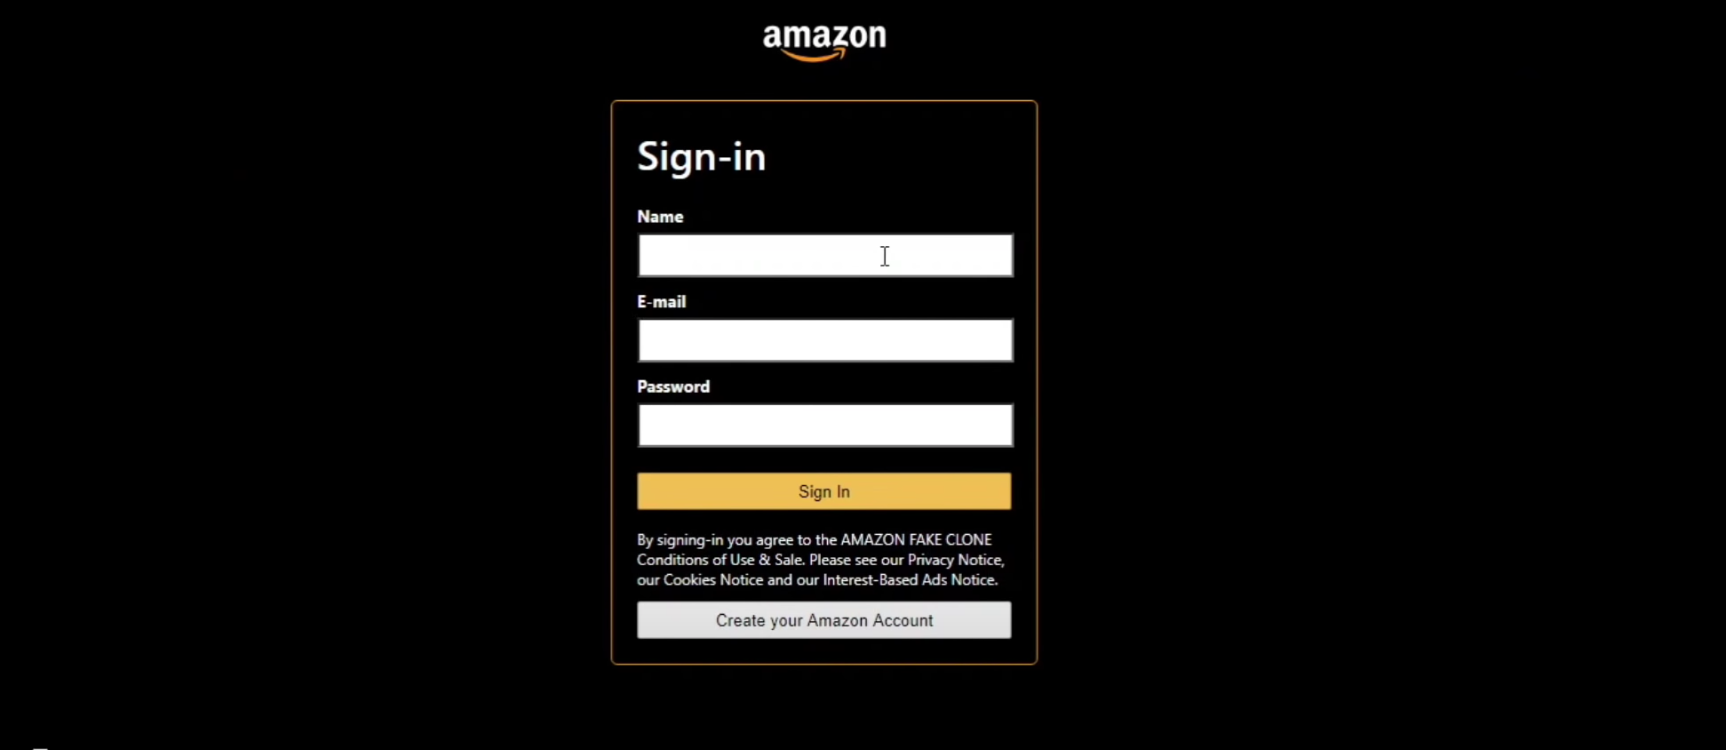 amazon
Sign-in
Name
E-mail
Password
Sign In
By signing-in you agree to the AMAZON FAKE CLONE
Conditions of Use & Sale. Please see our Privacy Notice,
our Cookies Notice and our Interest-Based Ads Notice.
Create your Amazon Account